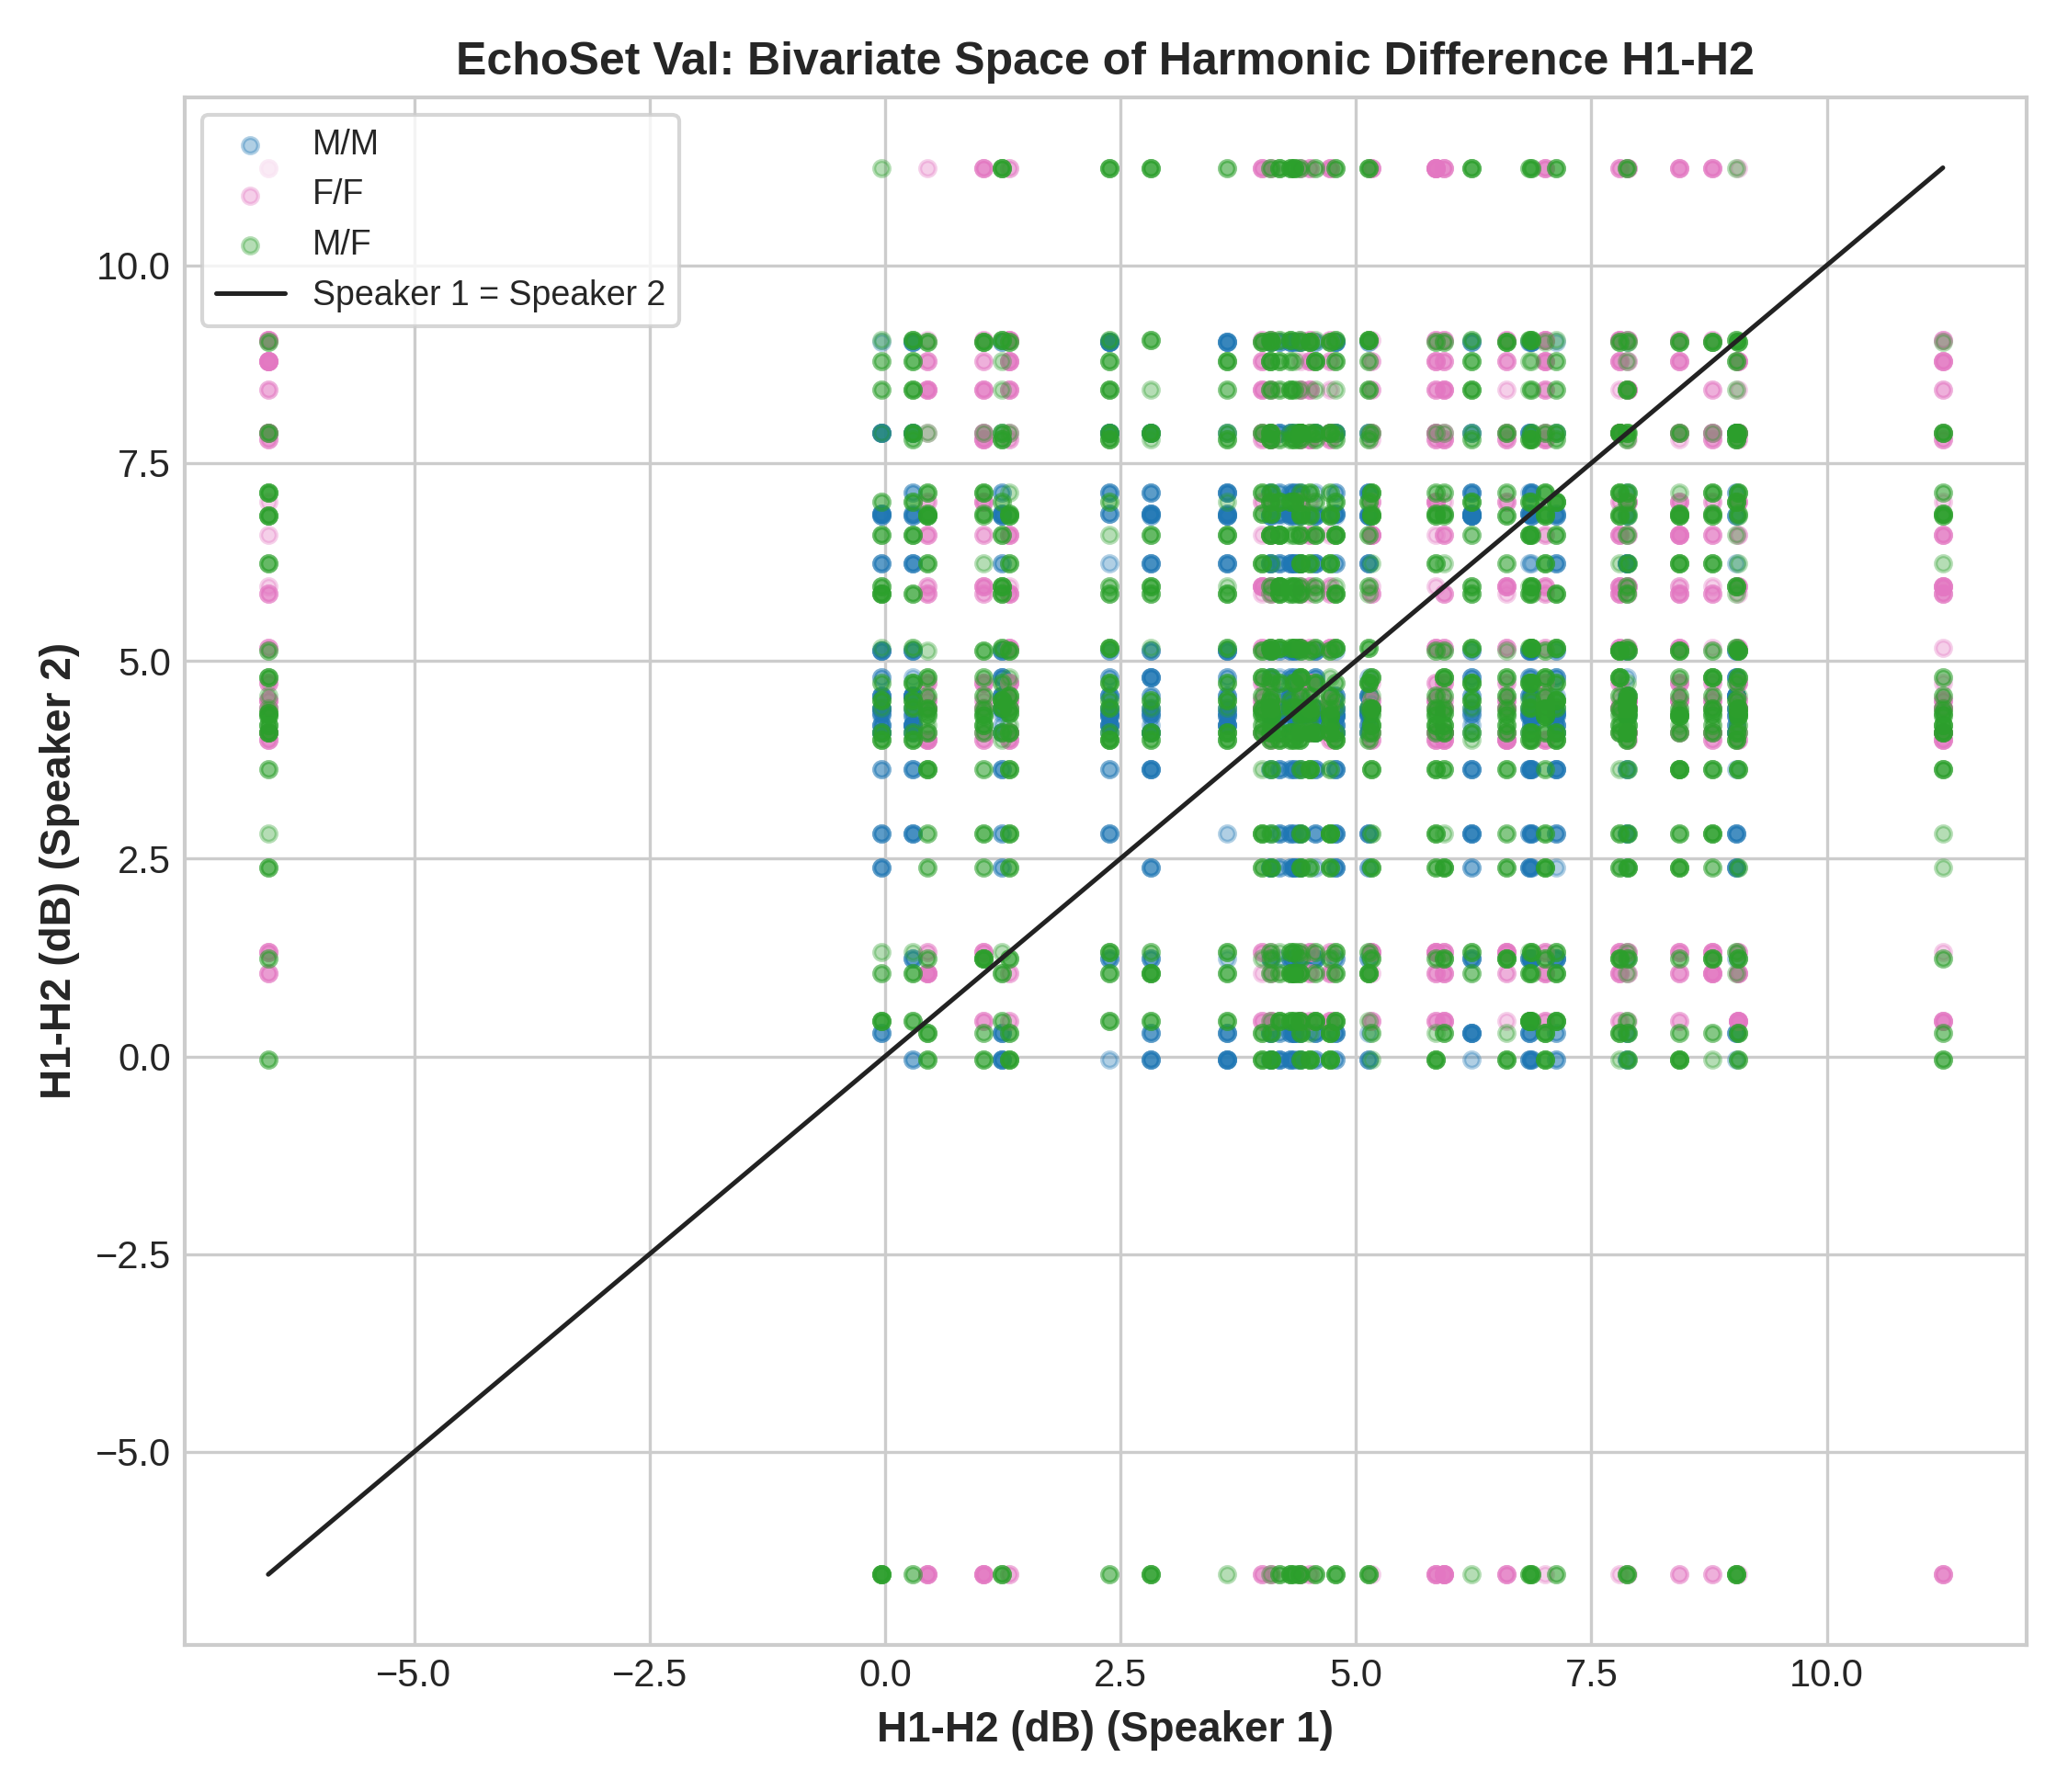 EchoSet Val: Bivariate Space of Harmonic Difference H1-H2
M/M
F/F
M/F
Speaker 1 = Speaker 2
H1-H2 (dB) (Speaker 2)
10.0
7.5
5.0
2.5
0.0
−2.5
−5.0
−5.0
−2.5
0.0
2.5
5.0
7.5
10.0
H1-H2 (dB) (Speaker 1)